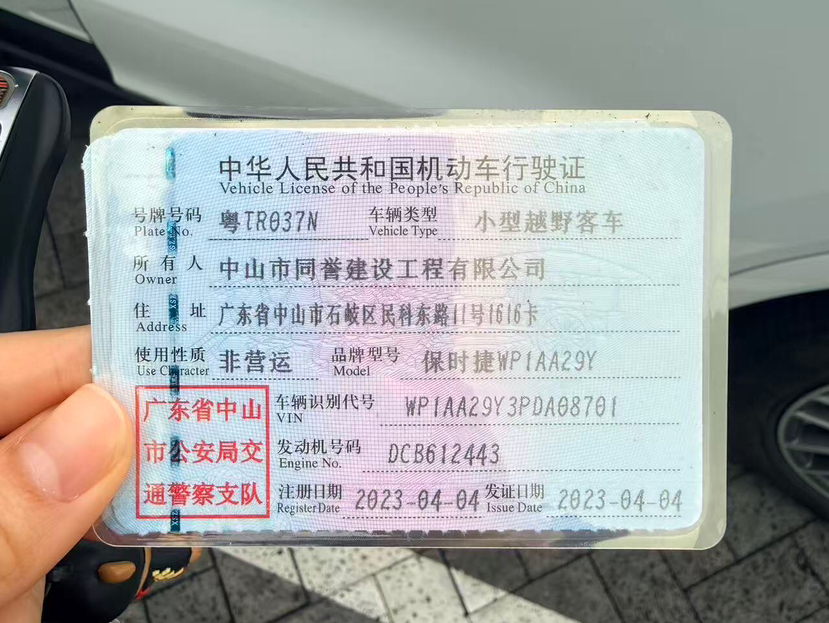 中华人民共和国机动车行驶证
Vehicle License of the People's Republic of China
号牌号码 粤TR037N 车辆类型 小型越野客车
Plate No. Vehicle Type
所有人 中山市同誉建设工程有限公司
Owner
住址 广东省中山市石岐区民科东路11号1616卡
Address
使用性质 非营运 品牌型号 保时捷WP1AA29Y
Use Character Model
广东省中山 车辆识别代号 WP1AA29Y3PDA08701
VIN
市公安局交 发动机号码 DCB612443
Engine No.
通警察支队 注册日期 2023-04-04 发证日期 2023-04-04
Register Date Issue Date